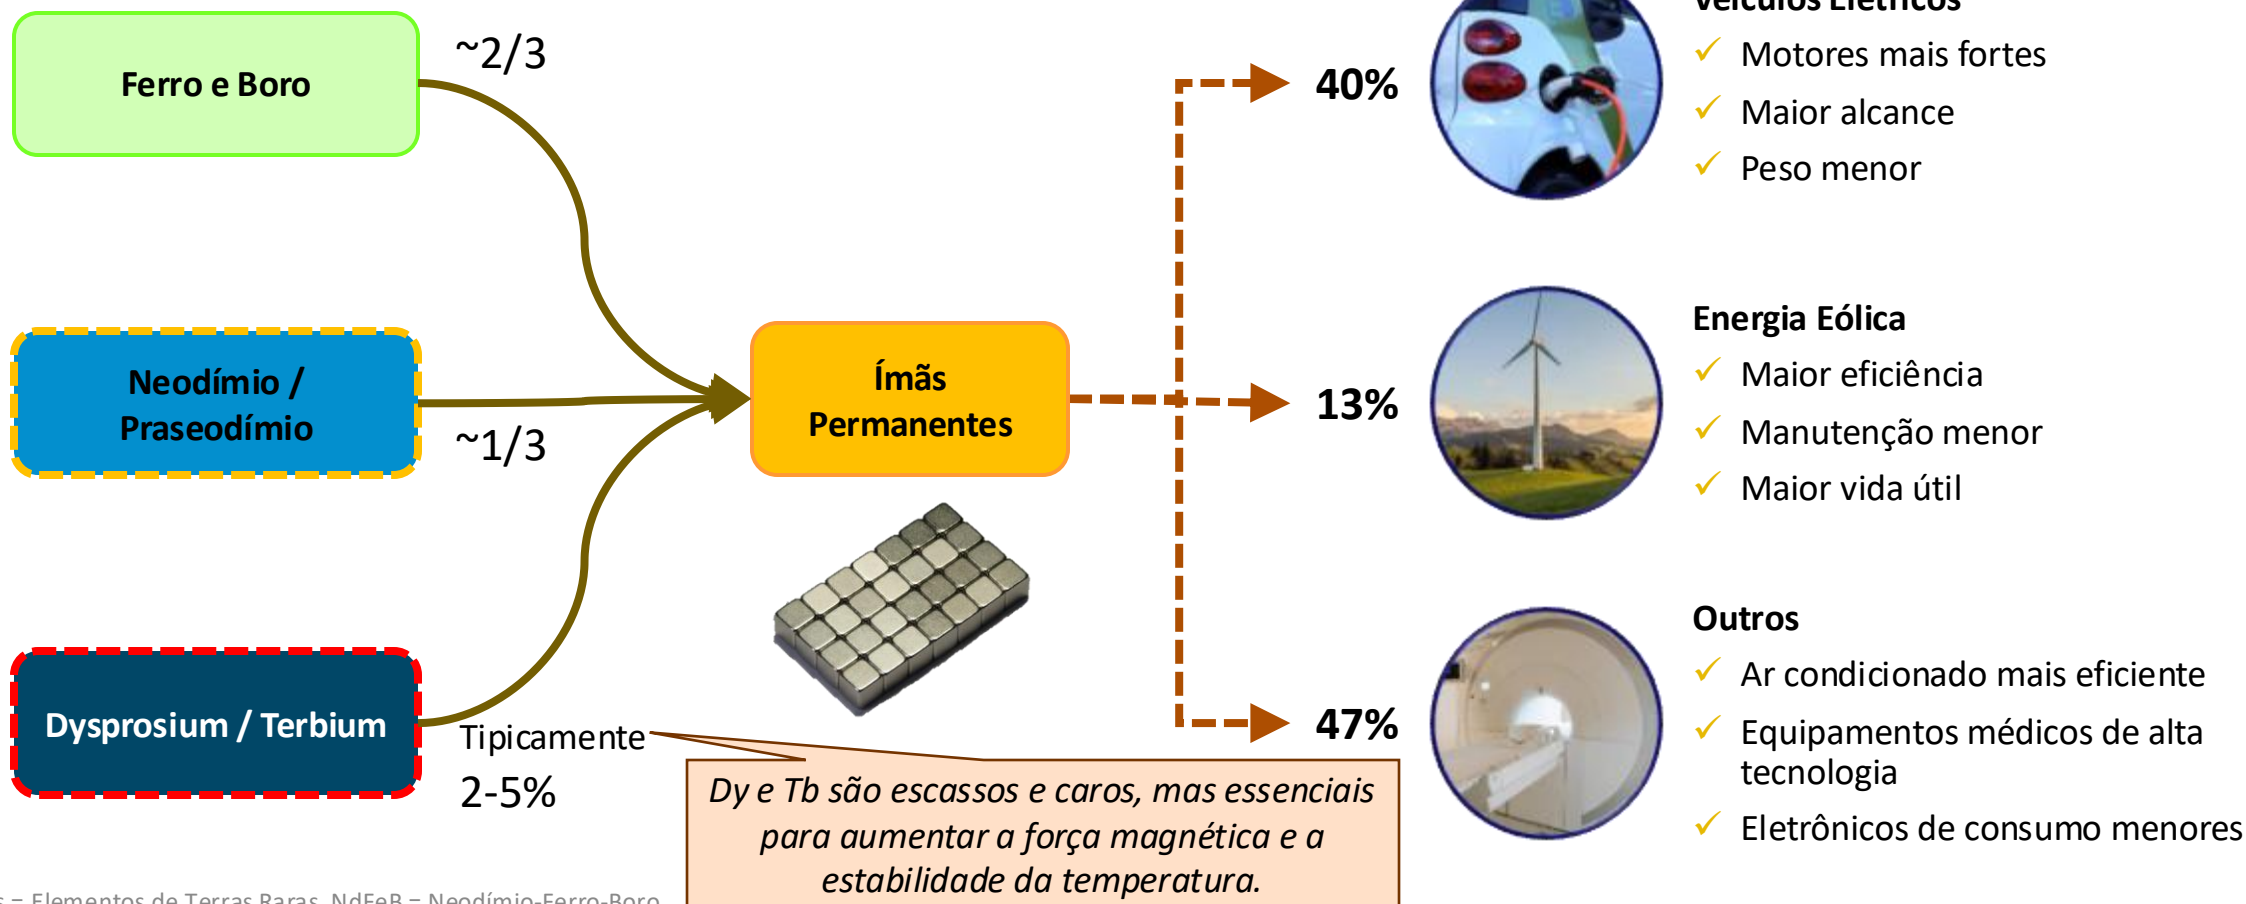 Ferro e Boro
~2/3
Neodímio /
Praseodímio
~1/3
Dysprosium / Terbium
Tipicamente
2-5%
Ímãs
Permanentes
Dy e Tb são escassos e caros, mas essenciais
para aumentar a força magnética e a
estabilidade da temperatura.
40%
Veículos Elétricos
✓ Motores mais fortes
✓ Maior alcance
✓ Peso menor
13%
Energia Eólica
✓ Maior eficiência
✓ Manutenção menor
✓ Maior vida útil
47%
Outros
✓ Ar condicionado mais eficiente
✓ Equipamentos médicos de alta
tecnologia
✓ Eletrônicos de consumo menores
= Elementos de Terras Raras, NdFeB = Neodímio-Ferro-Boro